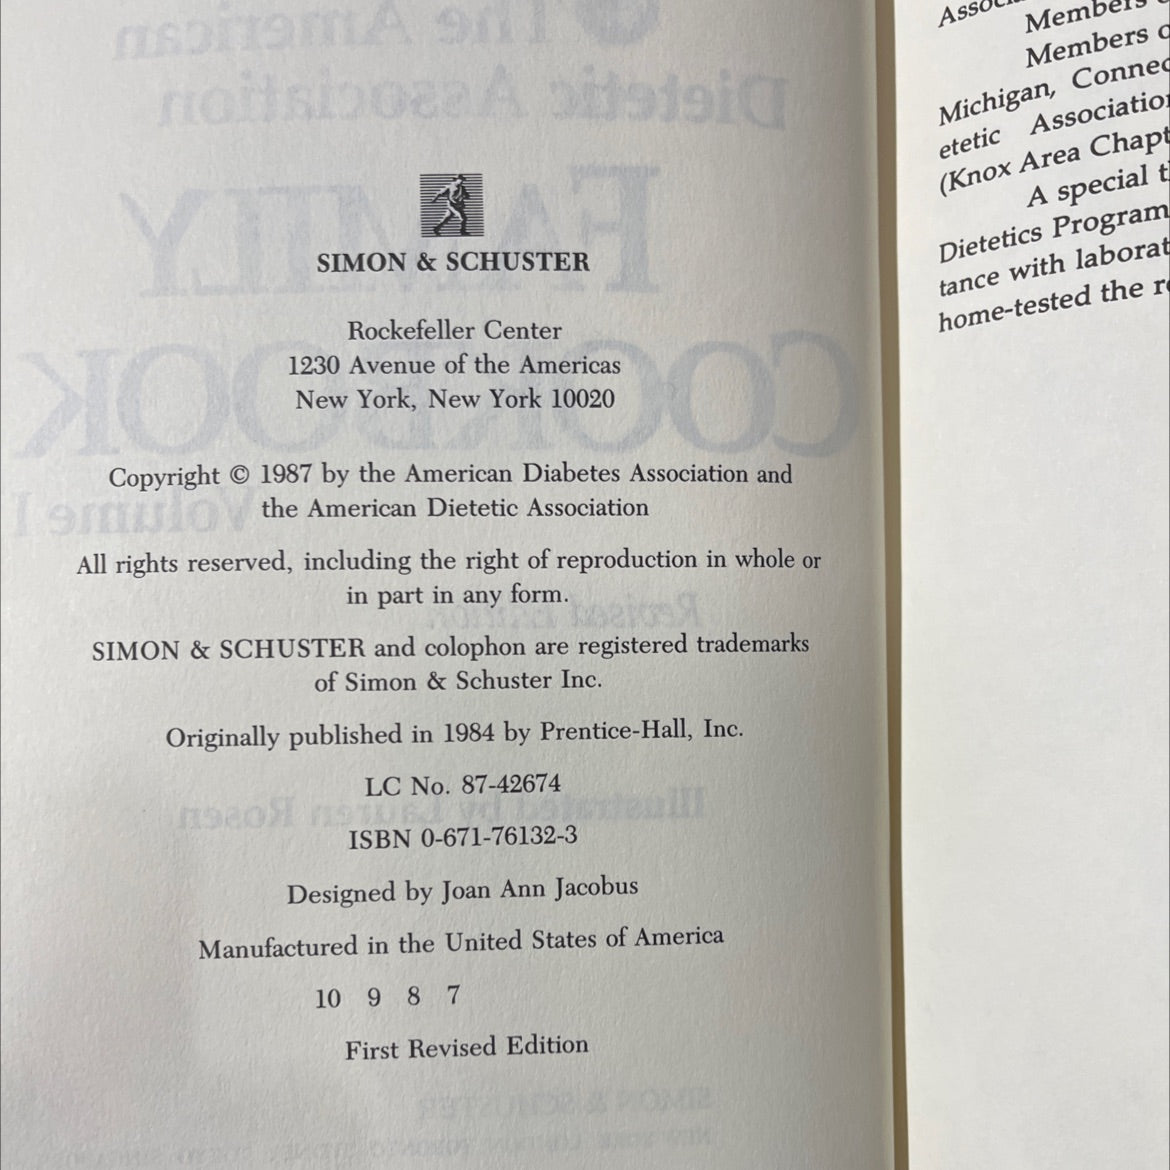 SIMON & SCHUSTER
Rockefeller Center
1230 Avenue of the Americas
New York, New York 10020
Copyright © 1987 by the American Diabetes Association and
the American Dietetic Association
All rights reserved, including the right of reproduction in whole or
in part in any form.
SIMON & SCHUSTER and colophon are registered trademarks
of Simon & Schuster Inc.
Originally published in 1984 by Prentice-Hall, Inc.
LC No. 87-42674
ISBN 0-671-76132-3
Designed by Joan Ann Jacobus
Manufactured in the United States of America
10 9 8 7
First Revised Edition
Members
Members
Michigan,
etetic
(Knox Area
A special
Dietetics Program
tance with
home-tested the